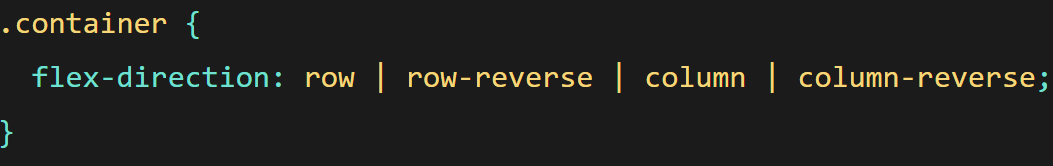 .container {
  flex-direction: row | row-reverse | column | column-reverse;
}